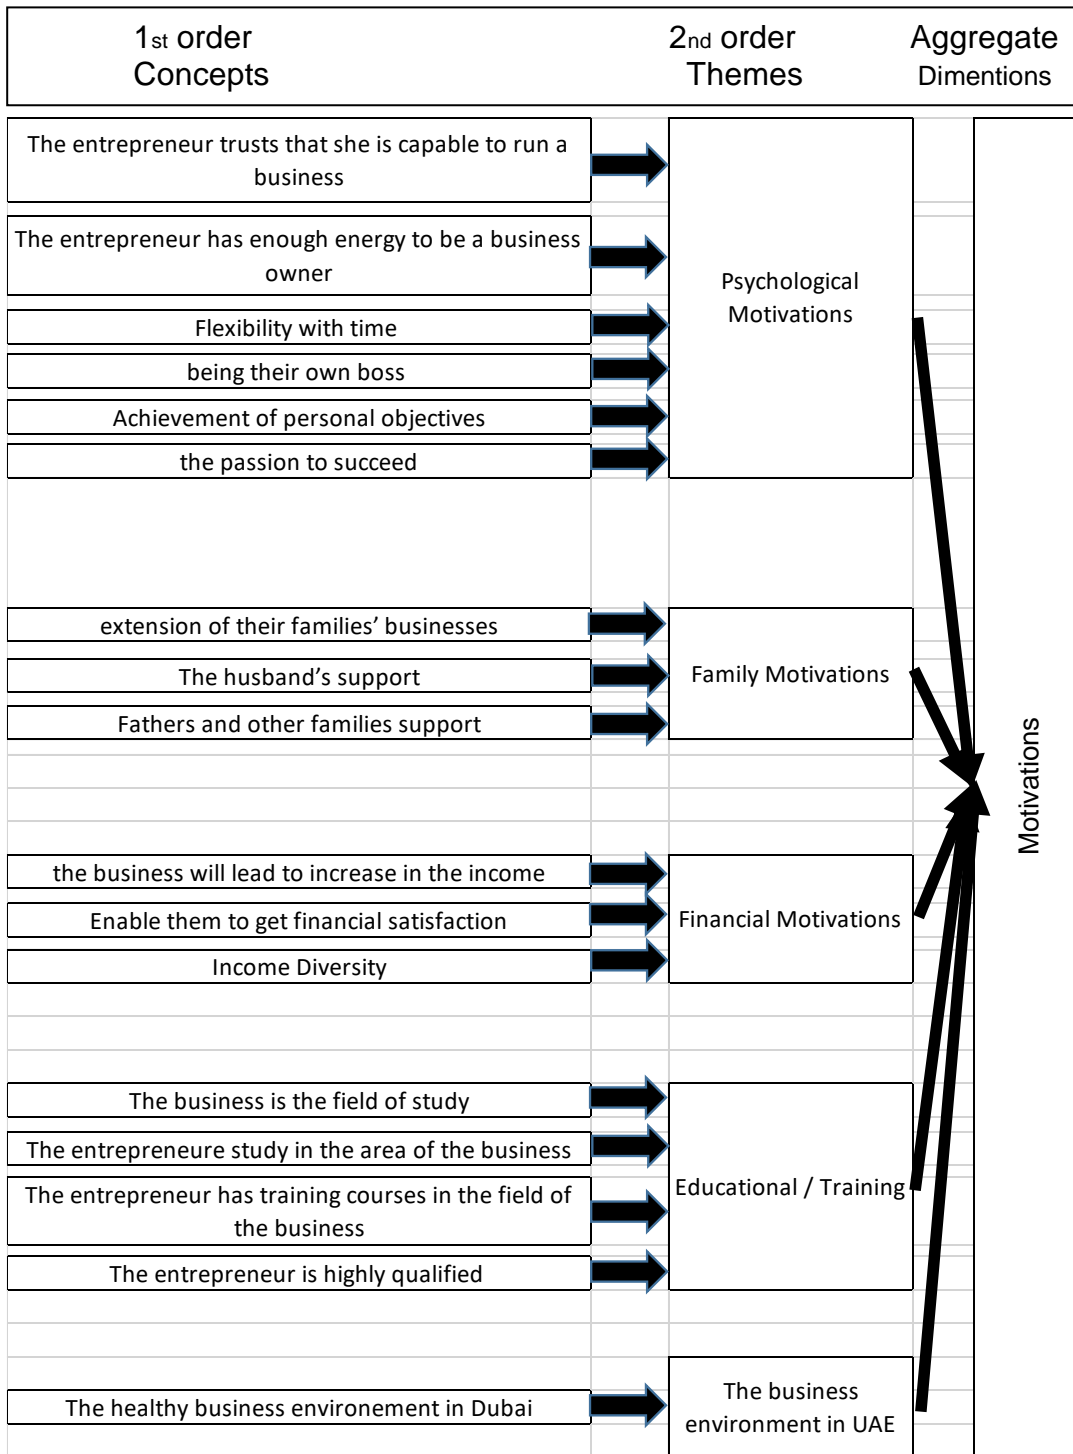 1st order
Concepts
2nd order
Themes
Aggregate
Dimentions
The entrepreneur trusts that she is capable to run a
business
The entrepreneur has enough energy to be a business
owner
Flexibility with time
being their own boss
Achievement of personal objectives
the passion to succeed
Psychological
Motivations
extension of their families’ businesses
The husband’s support
Fathers and other families support
Family Motivations
the business will lead to increase in the income
Enable them to get financial satisfaction
Income Diversity
Financial Motivations
The business is the field of study
The entrepreneure study in the area of the business
The entrepreneur has training courses in the field of
the business
The entrepreneur is highly qualified
Educational / Training
The healthy business environement in Dubai
The business
environment in UAE
Motivations